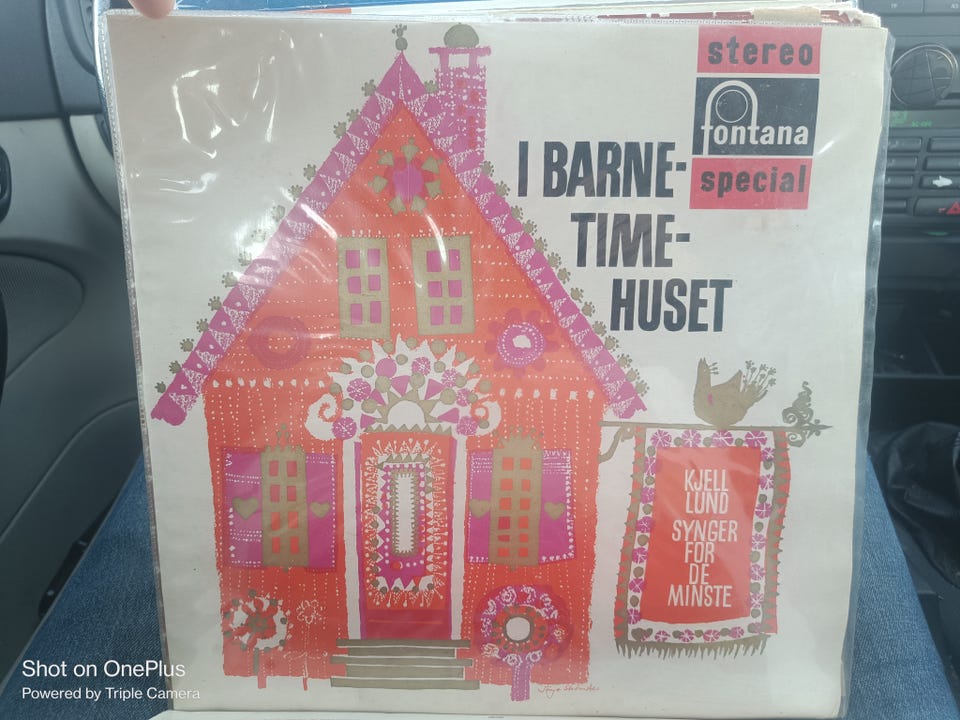 stereo
fontana
special
I BARNE-
TIME-
HUSET
KJELL
LUND
SYNGER
FOR
DE
MINSTE
Shot on OnePlus
Powered by Triple Camera